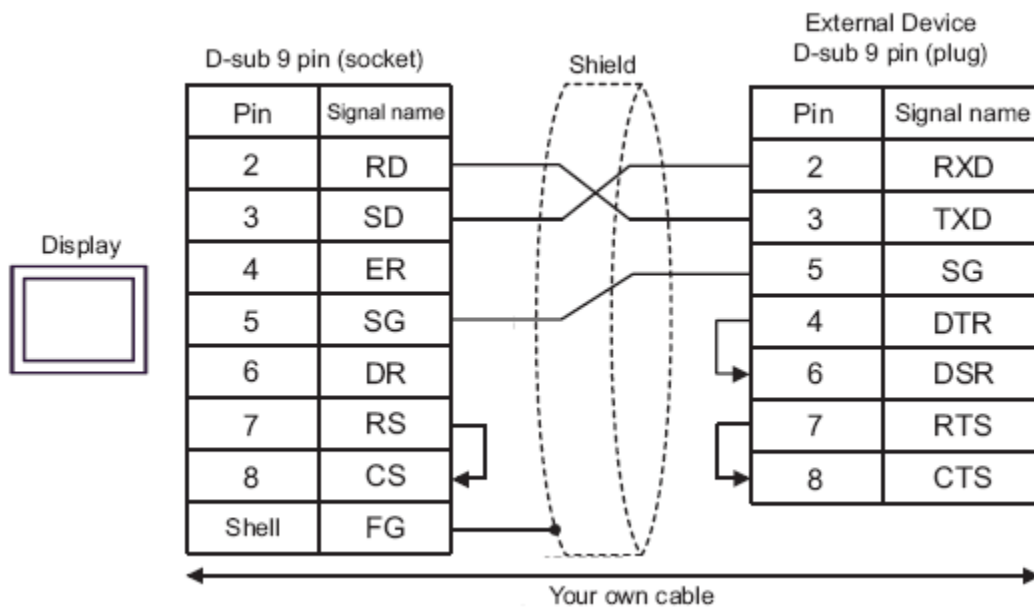 External Device
D-sub 9 pin (socket)
D-sub 9 pin (plug)
Shield
Pin Signal name
Pin Signal name
2 RD
2 RXD
3 SD
3 TXD
Display
4 ER
5 SG
5 SG
4 DTR
6 DR
6 DSR
7 RS
7 RTS
8 CS
8 CTS
Shell FG
Your own cable